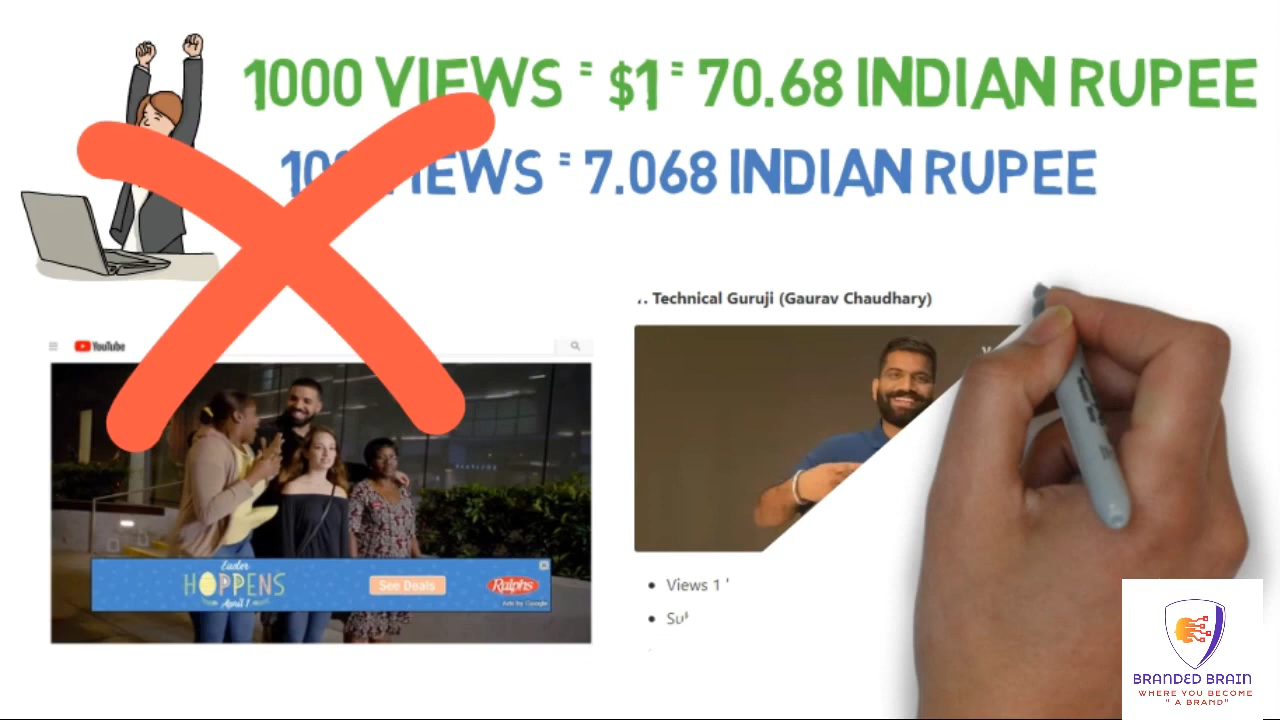 1000 VIEWS = $1 = 70.68 INDIAN RUPEE
VIEWS = 7.068 INDIAN RUPEE
Technical Guruji (Gaurav Chaudhary)
YouTube
Easter
HOPPENS
April 1
See Deals
Ralphs
Ads by Google
• Views 1
BRANDED BRAIN
WHERE YOU BECOME
" A BRAND"